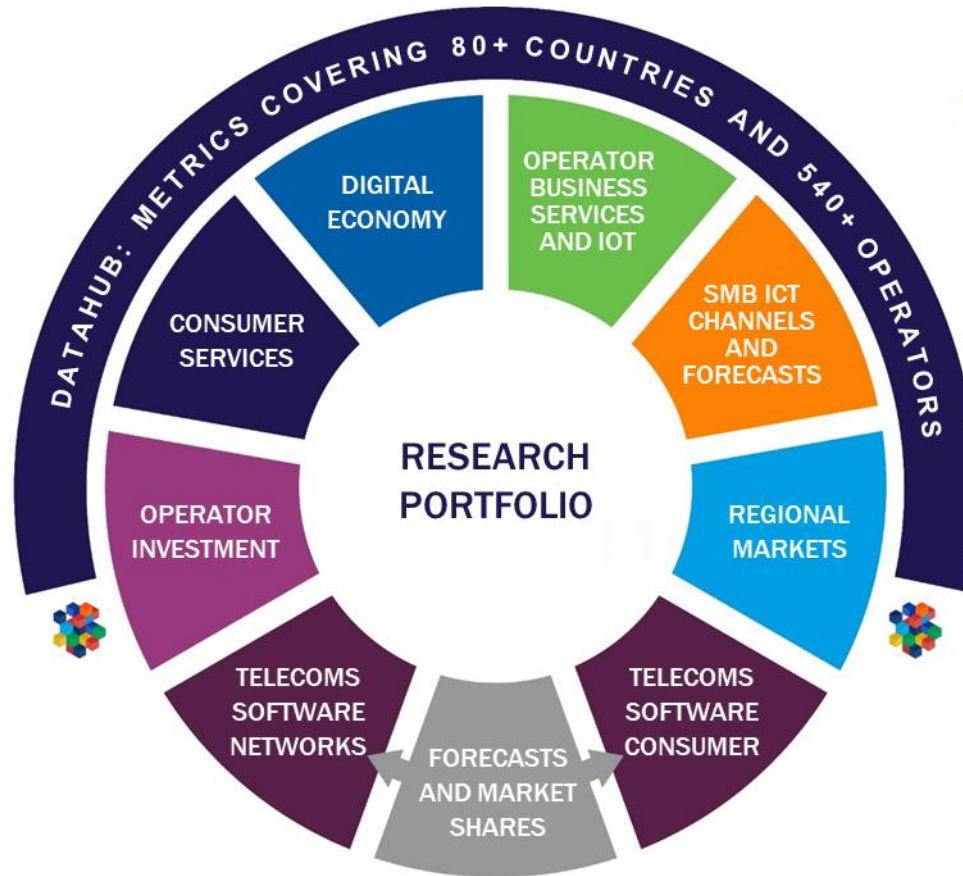 DATAHUB: METRICS COVERING 80+ COUNTRIES AND 540+ OPERATORS
DIGITAL
ECONOMY
OPERATOR
BUSINESS
SERVICES
AND IOT
CONSUMER
SERVICES
SMB ICT
CHANNELS
AND
FORECASTS
RESEARCH
PORTFOLIO
OPERATOR
INVESTMENT
REGIONAL
MARKETS
TELECOMS
SOFTWARE
NETWORKS
FORECASTS
AND MARKET
SHARES
TELECOMS
SOFTWARE
CONSUMER